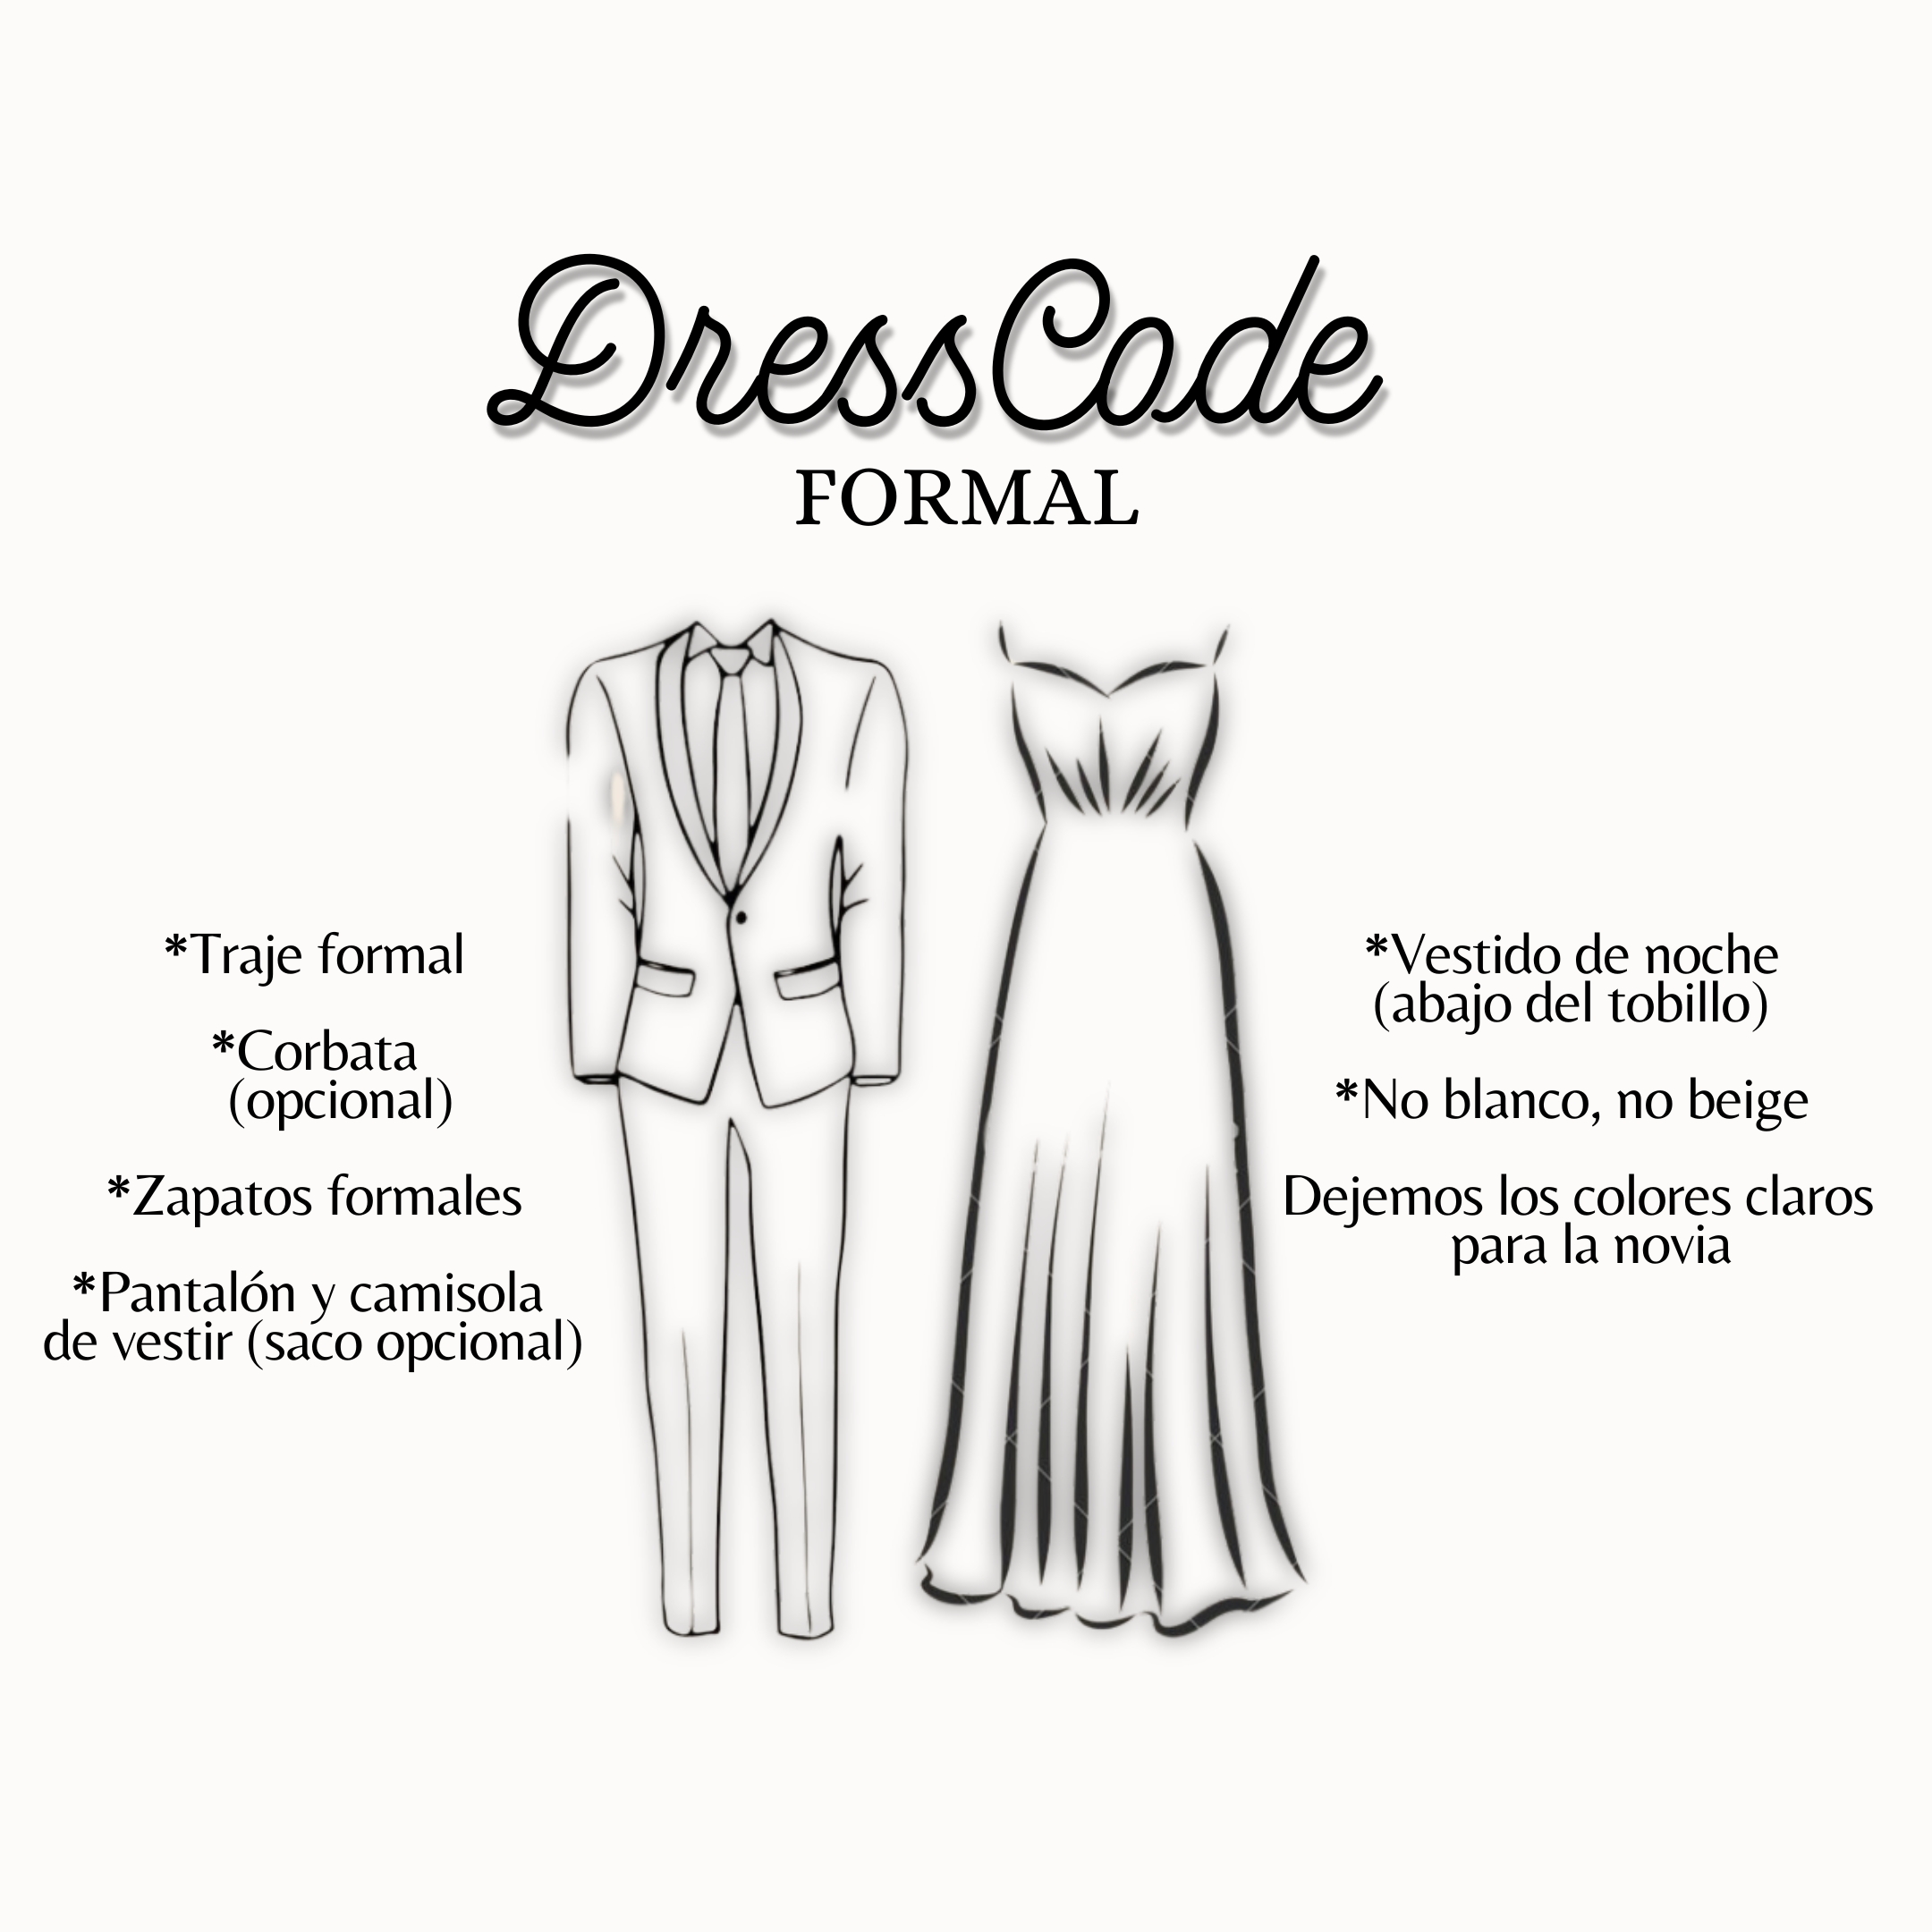 DressCode
FORMAL
*Traje formal
*Corbata
(opcional)
*Zapatos formales
*Pantalón y camisola
de vestir (saco opcional)
*Vestido de noche
(abajo del tobillo)
*No blanco, no beige
Dejemos los colores claros
para la novia